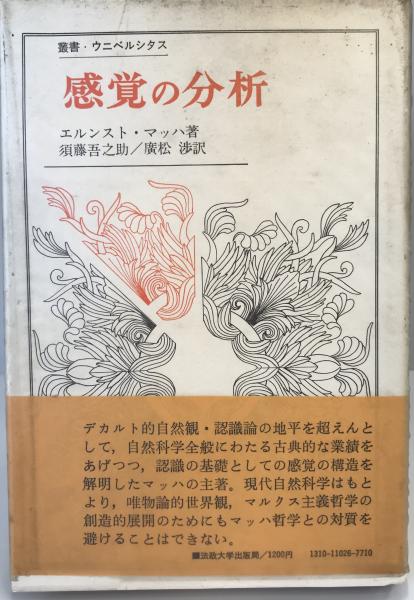 叢書・ウニベルシタス
感覚の分析
エルンスト・マッハ著
須藤吾之助／廣松 渉訳
デカルト的自然観・認識論の地平を超えんと
して，自然科学全般にわたる古典的な業績を
あげつつ，認識の基礎としての感覚の構造を
解明したマッハの主著。現代自然科学はもと
より，唯物論的世界観，マルクス主義哲学の
創造的展開のためにもマッハ哲学との対質を
避けることはできない。
■法政大学出版局／1200円 1310-11026-7710